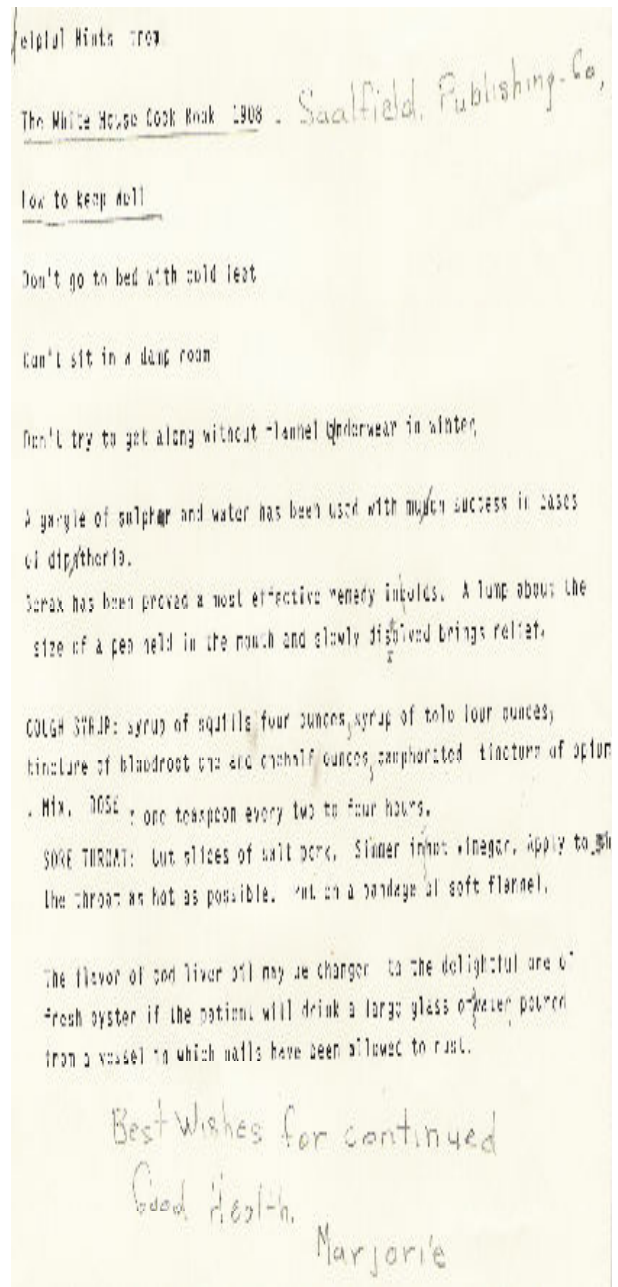 Helpful Hints from
The White House Cook Book 1908 - Saalfield Publishing Co,
How to keep well
Don't go to bed with cold feet
Don't sit in a damp room
Don't try to get along without flannel underwear in winter,
A gargle of sulpher and water has been used with much success in cases
of diptheria.
Borax has been proved a most effective remedy in colds. A lump about the
size of a pea held in the mouth and slowly disolved brings relief.
COUGH SYRUP: Syrup of squills four ounces, syrup of tolo four ounces,
tincture of bloodroot one and onehalf ounces, camphorated tincture of opium
. Mix. DOSE: one teaspoon every two to four hours.
SORE THROAT: Cut slices of salt pork. Simmer in hot vinegar. Apply to
the throat as hot as possible. Put on a bandage of soft flannel.
The flavor of cod liver oil may be changed to the delightful one of
fresh oyster if the patient will drink a large glass of water poured
from a vessel in which nails have been allowed to rust.
Best Wishes for continued
Good Health.
Marjorie